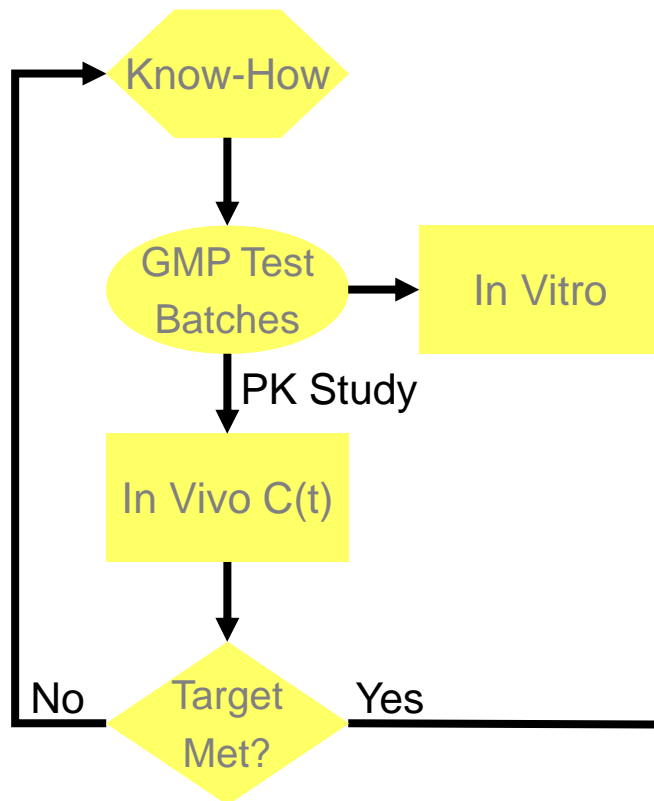 Know-How
GMP Test
Batches
In Vitro
PK Study
In Vivo C(t)
No
Target
Met?
Yes